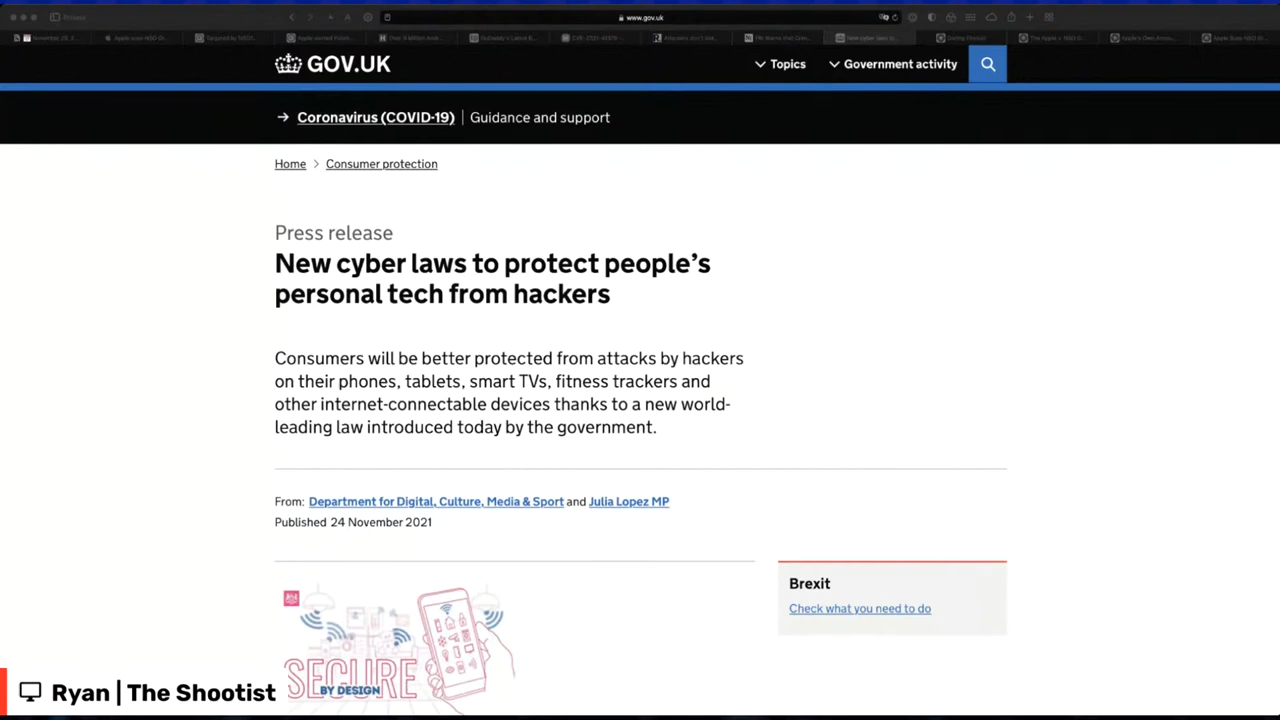 Private
www.gov.uk
GOV.UK
Topics
Government activity
Coronavirus (COVID-19) | Guidance and support
Home > Consumer protection
Press release
New cyber laws to protect people's
personal tech from hackers
Consumers will be better protected from attacks by hackers
on their phones, tablets, smart TVs, fitness trackers and
other internet-connectable devices thanks to a new world-
leading law introduced today by the government.
From: Department for Digital, Culture, Media & Sport and Julia Lopez MP
Published 24 November 2021
Brexit
Check what you need to do
SECURE
BY DESIGN
Ryan | The Shootist